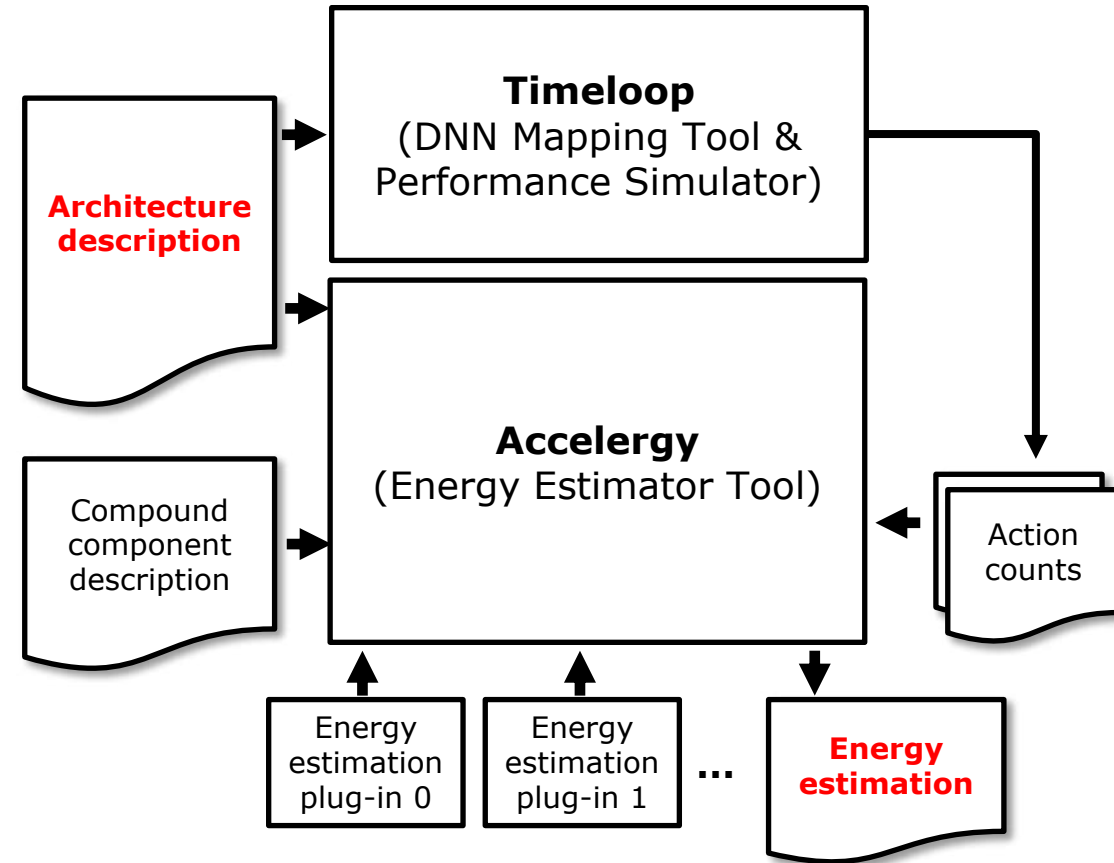 Timeloop
(DNN Mapping Tool &
Performance Simulator)
Architecture
description
Accelergy
(Energy Estimator Tool)
Compound
component
description
Action
counts
Energy
estimation
plug-in 0
Energy
estimation
plug-in 1
...
Energy
estimation